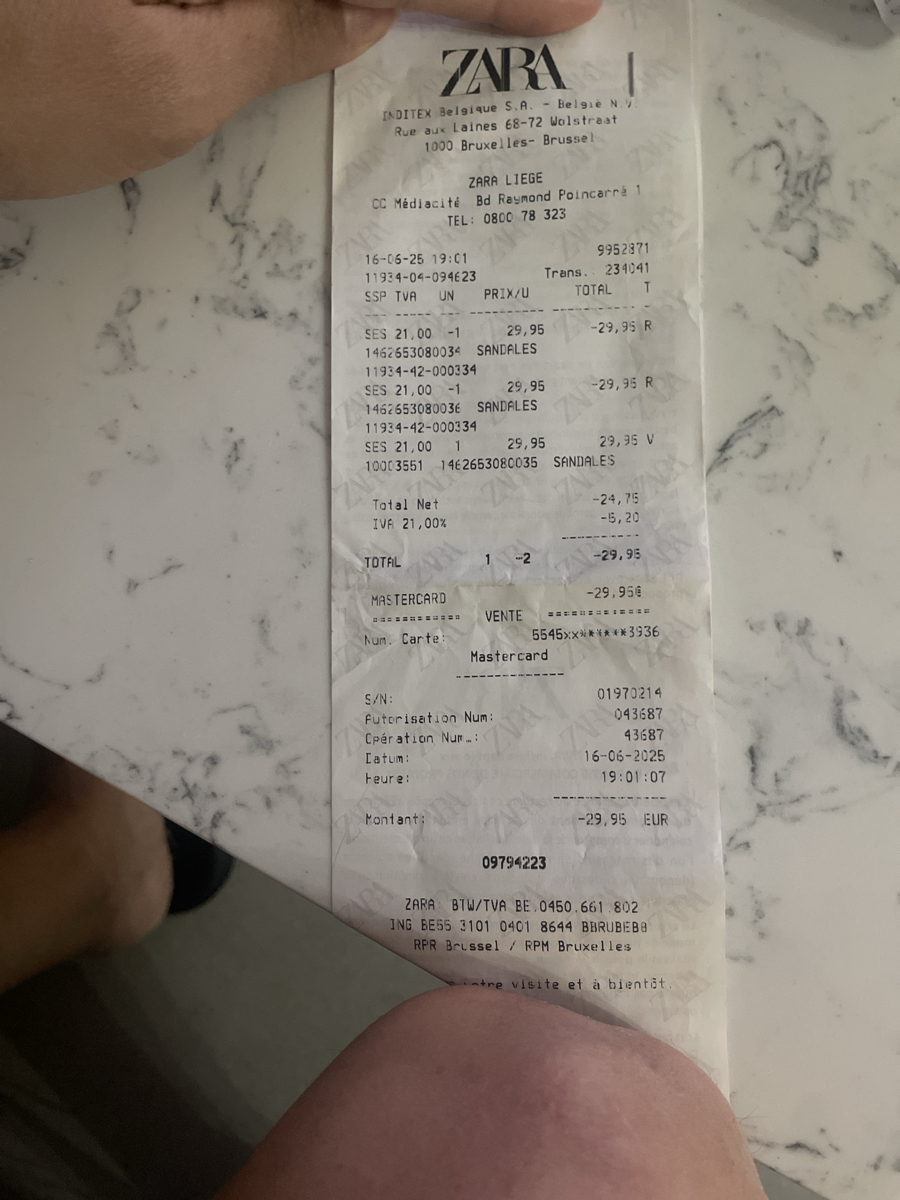 ZARA
INDITEX Belgique S.A. - België N.V
Rue aux Laines 68-72 Wolstraat
1000 Bruxelles- Brussel
ZARA LIEGE
CC Médiacité Bd Raymond Poincarré 1
TEL: 0800 78 323
16-06-25 19:01 9952871
11934-04-094623 Trans. 234041
SSP TVA UN PRIX/U TOTAL T
SES 21,00 -1 29,95 -29,95 R
1462653080034 SANDALES
11934-42-000334
SES 21,00 -1 29,95 -29,95 R
1462653080036 SANDALES
11934-42-000334
SES 21,00 1 29,95 29,95 V
10003551 1462653080035 SANDALES
Total Net -24,75
IVA 21,00% -5,20
TOTAL 1 -2 -29,95
MASTERCARD -29,95€
============ VENTE ==============
Num. Carte: 5545xx******3936
Mastercard
--------------
S/N: 01970214
Autorisation Num: 043687
Opération Num.: 43687
Datum: 16-06-2025
Heure: 19:01:07
---------------
Montant: -29,95 EUR
09794223
ZARA BTW/TVA BE.0450.661.802
ING BE55 3101 0401 8644 BBRUBEBB
RPR Brussel / RPM Bruxelles
visite et à bientôt.